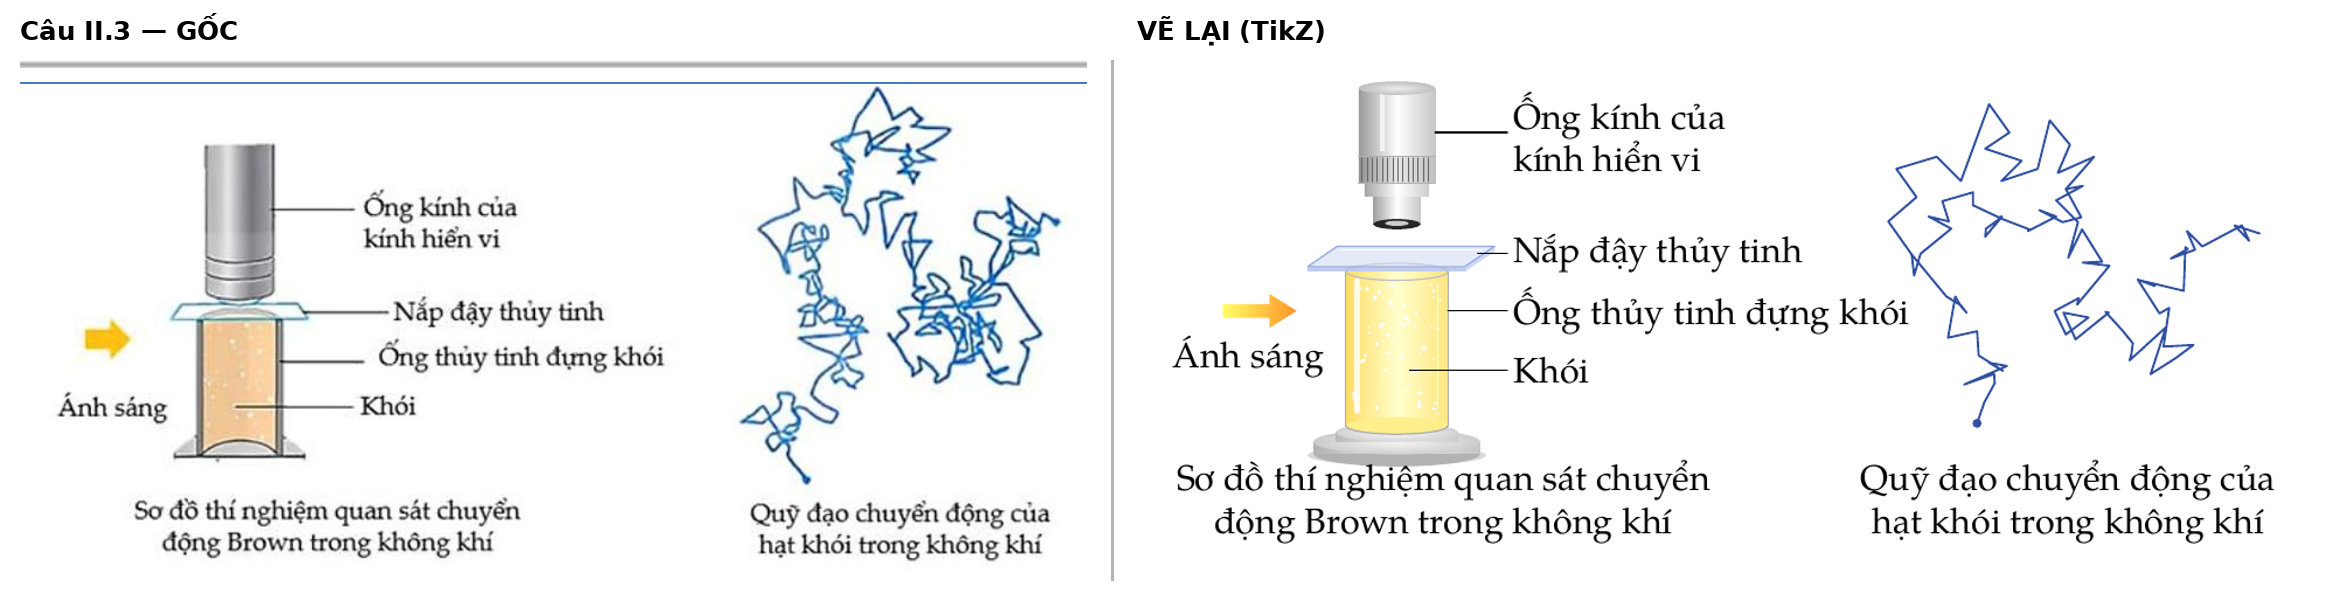 Câu II.3 — GỐC
Ống kính của
kính hiển vi
Nắp đậy thủy tinh
Ống thủy tinh đựng khói
Ánh sáng
Khói
Sơ đồ thí nghiệm quan sát chuyển
động Brown trong không khí
Quỹ đạo chuyển động của
hạt khói trong không khí
VẼ LẠI (TikZ)
Ống kính của
kính hiển vi
Nắp đậy thủy tinh
Ống thủy tinh đựng khói
Ánh sáng
Khói
Sơ đồ thí nghiệm quan sát chuyển
động Brown trong không khí
Quỹ đạo chuyển động của
hạt khói trong không khí